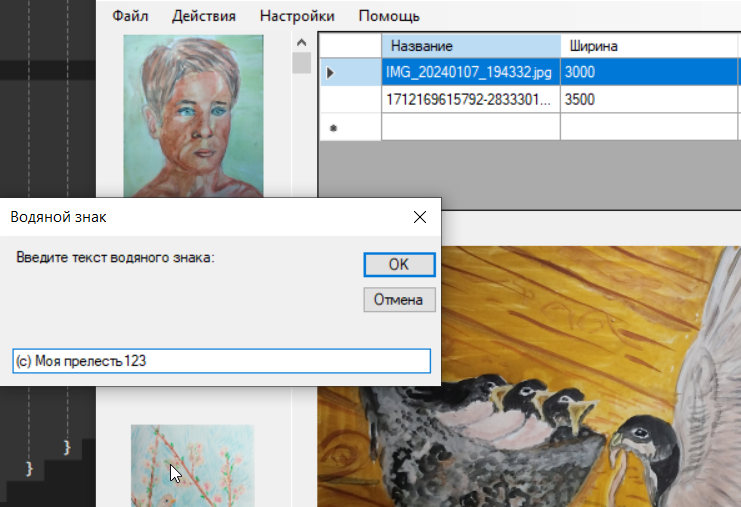 Файл Действия Настройки Помощь
Название Ширина
IMG_20240107_194332.jpg 3000
1712169615792-2833301... 3500
Водяной знак
Введите текст водяного знака:
OK
Отмена
(c) Моя прелесть123
}
}